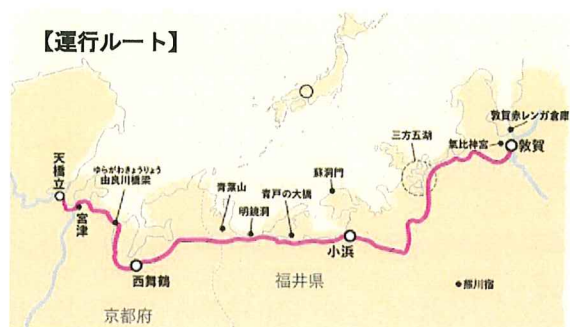 【運行ルート】
敦賀赤レンガ倉庫
氣比神宮
敦賀
三方五湖
天橋立
ゆらがわきょうりょう
由良川橋梁
宮津
青葉山
明鏡洞
青戸の大橋
蘇洞門
小浜
西舞鶴
福井県
熊川宿
京都府